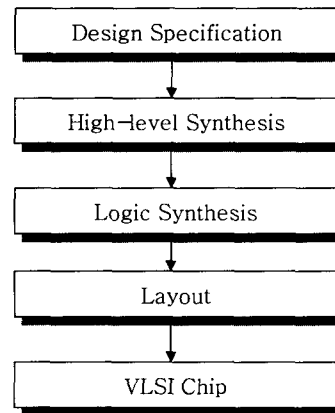 Design Specification
High-level Synthesis
Logic Synthesis
Layout
VLSI Chip